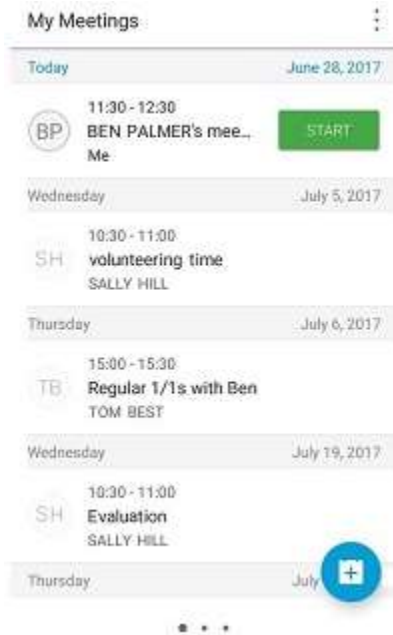 My Meetings
Today June 28, 2017
11:30 - 12:30
BP BEN PALMER's mee... START
Me
Wednesday July 5, 2017
10:30 - 11:00
SH volunteering time
SALLY HILL
Thursday July 6, 2017
15:00 - 15:30
TB Regular 1/1s with Ben
TOM BEST
Wednesday July 19, 2017
10:30 - 11:00
SH Evaluation
SALLY HILL
Thursday July